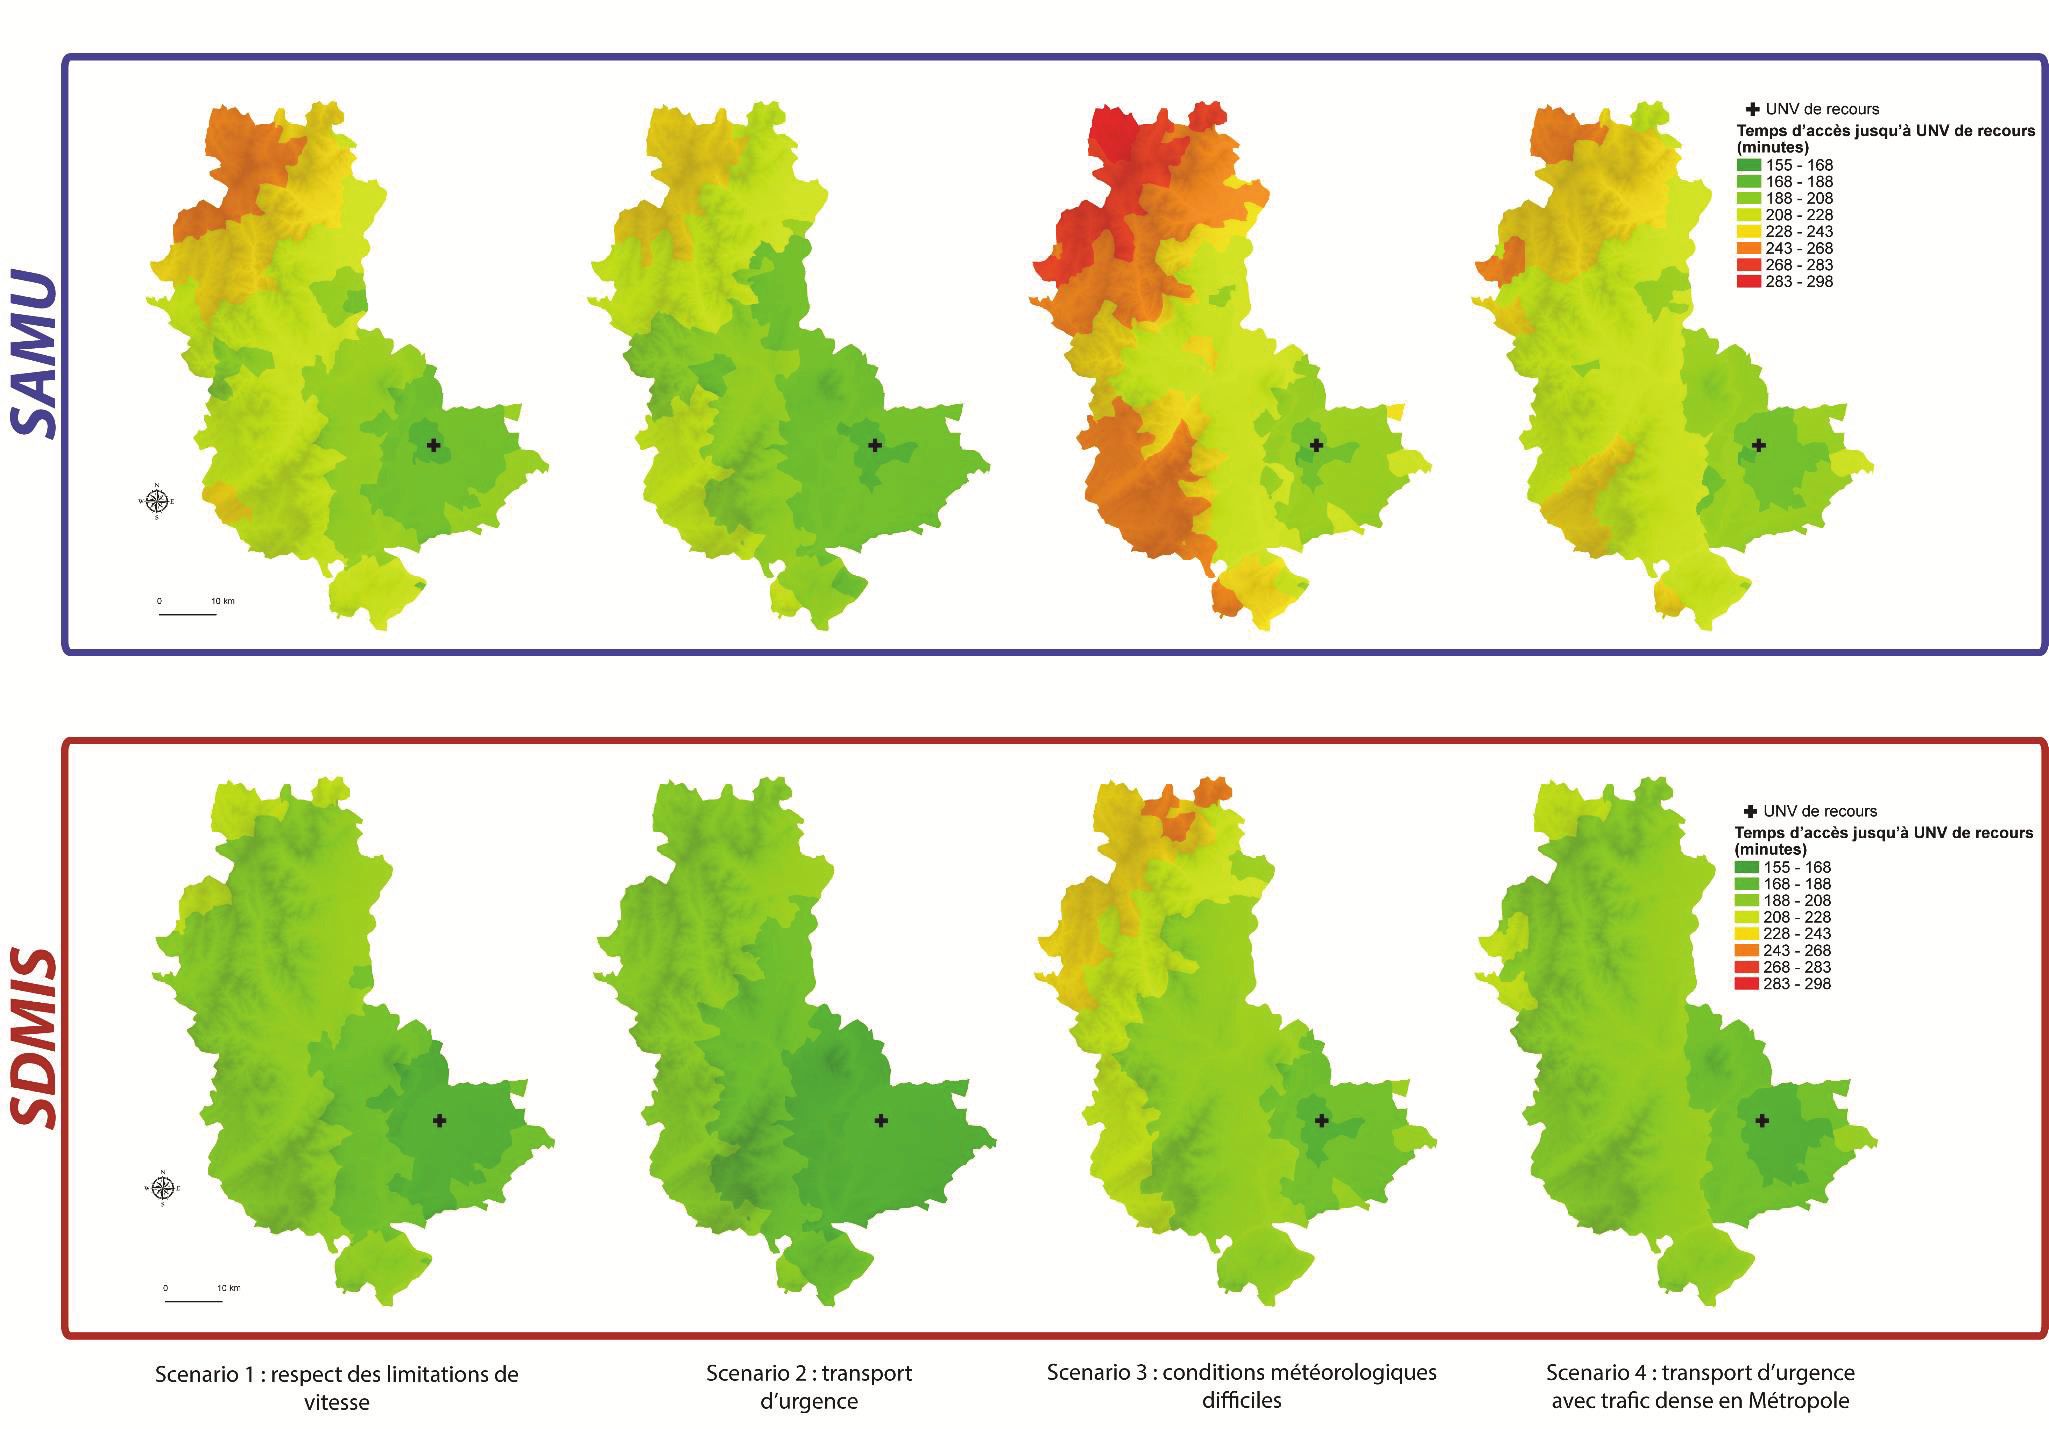 SAMU
UNV de recours
Temps d'accès jusqu'à UNV de recours
(minutes)
155 - 168
168 - 188
188 - 208
208 - 228
228 - 243
243 - 268
268 - 283
283 - 298
N
W E
S
0 10 km
SDMIS
UNV de recours
Temps d'accès jusqu'à UNV de recours
(minutes)
155 - 168
168 - 188
188 - 208
208 - 228
228 - 243
243 - 268
268 - 283
283 - 298
N
W E
S
0 10 km
Scenario 1 : respect des limitations de
vitesse
Scenario 2 : transport
d'urgence
Scenario 3 : conditions météorologiques
difficiles
Scenario 4 : transport d'urgence
avec trafic dense en Métropole